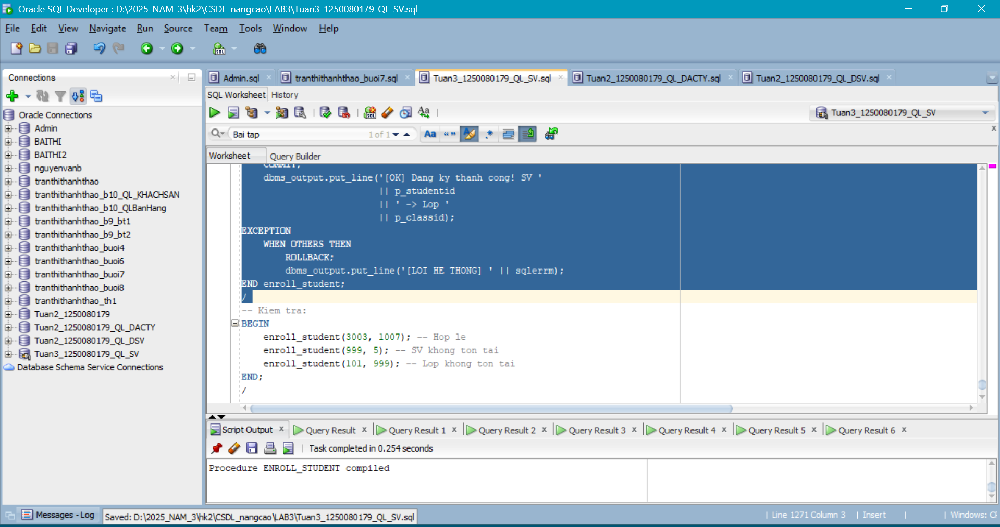 Oracle SQL Developer : D:\2025_NAM_3\hk2\CSDL_nangcao\LAB3\Tuan3_1250080179_QL_SV.sql
File Edit View Navigate Run Source Team Tools Window Help
Connections
Oracle Connections
Admin
BAITHI
BAITHI2
nguyenvanb
tranthithanhthao
tranthithanhthao_b10_QL_KHACHSAN
tranthithanhthao_b10_QLBanHang
tranthithanhthao_b9_bt1
tranthithanhthao_b9_bt2
tranthithanhthao_buoi4
tranthithanhthao_buoi6
tranthithanhthao_buoi7
tranthithanhthao_buoi8
tranthithanhthao_th1
Tuan2_1250080179
Tuan2_1250080179_QL_DACTY
Tuan2_1250080179_QL_DSV
Tuan3_1250080179_QL_SV
Database Schema Service Connections
Admin.sql tranthithanhthao_buoi7.sql Tuan3_1250080179_QL_SV.sql Tuan2_1250080179_QL_DACTY.sql Tuan2_1250080179_QL_DSV.sql
SQL Worksheet History
Tuan3_1250080179_QL_SV
Bai tap 1 of 1 Aa “ ” .*
Worksheet Query Builder
COMMIT;
dbms_output.put_line('[OK] Dang ky thanh cong! SV '
|| p_studentid
|| ' -> Lop '
|| p_classid);
EXCEPTION
WHEN OTHERS THEN
ROLLBACK;
dbms_output.put_line('[LOI HE THONG] ' || sqlerrm);
END enroll_student;
/
-- Kiem tra:
BEGIN
enroll_student(3003, 1007); -- Hop le
enroll_student(999, 5); -- SV khong ton tai
enroll_student(101, 999); -- Lop khong ton tai
END;
/
Script Output Query Result Query Result 1 Query Result 2 Query Result 3 Query Result 4 Query Result 5 Query Result 6
Task completed in 0.254 seconds
Procedure ENROLL_STUDENT compiled
Messages - Log Saved: D:\2025_NAM_3\hk2\CSDL_nangcao\LAB3\Tuan3_1250080179_QL_SV.sql
Line 1271 Column 3 Insert Windows: